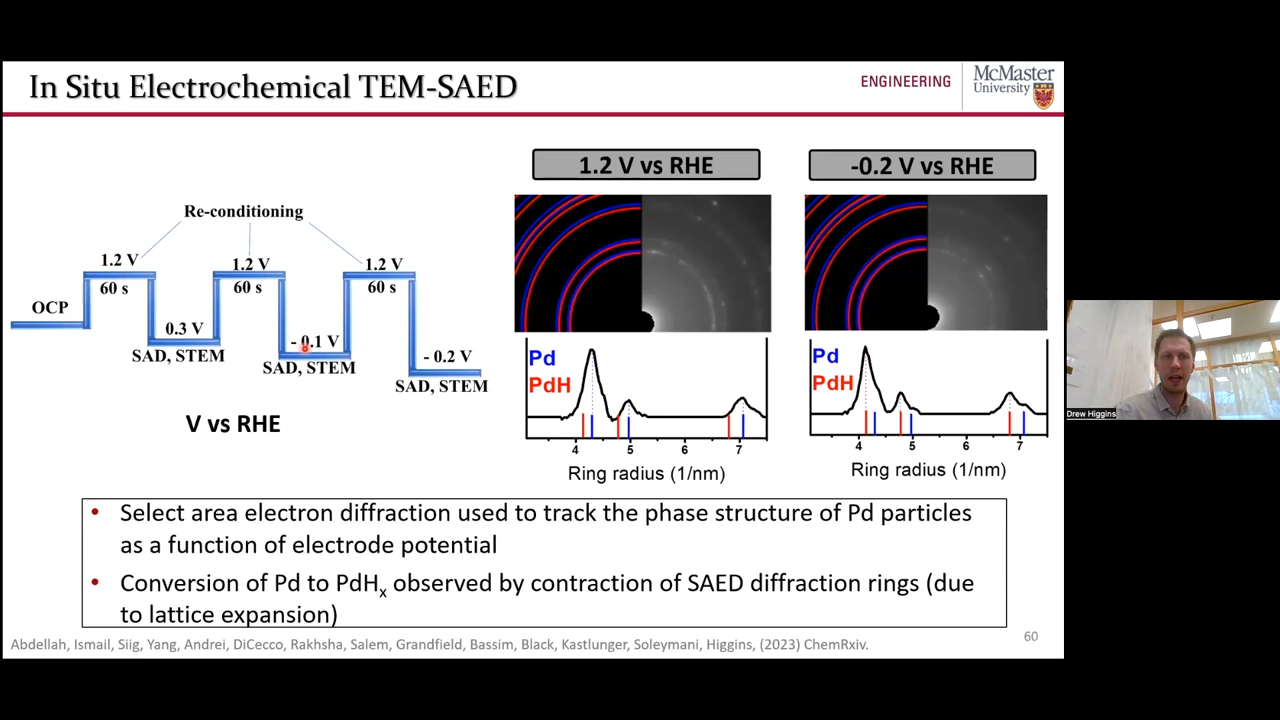 In Situ Electrochemical TEM-SAED
ENGINEERING
McMaster
University
1.2 V vs RHE
-0.2 V vs RHE
Re-conditioning
1.2 V
1.2 V
1.2 V
60 s
60 s
60 s
OCP
0.3 V
SAD, STEM
- 0.1 V
SAD, STEM
- 0.2 V
SAD, STEM
V vs RHE
Pd
PdH
4 5 6 7
Ring radius (1/nm)
Pd
PdH
4 5 6 7
Ring radius (1/nm)
• Select area electron diffraction used to track the phase structure of Pd particles
as a function of electrode potential
• Conversion of Pd to PdHx observed by contraction of SAED diffraction rings (due
to lattice expansion)
60
Abdellah, Ismail, Siig, Yang, Andrei, DiCecco, Rakhsha, Salem, Grandfield, Bassim, Black, Kastlunger, Soleymani, Higgins, (2023) ChemRxiv.
Drew Higgins